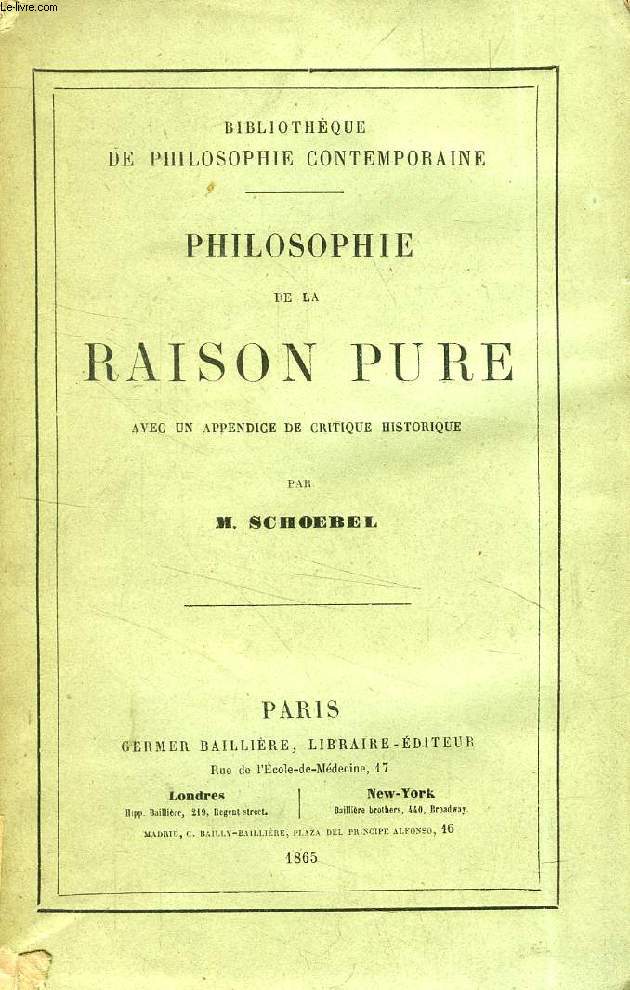 Le-livre.com
BIBLIOTHÈQUE
DE PHILOSOPHIE CONTEMPORAINE
PHILOSOPHIE
DE LA
RAISON PURE
AVEC UN APPENDICE DE CRITIQUE HISTORIQUE
PAR
M. SCHOEBEL
PARIS
GERMER BAILLIÈRE, LIBRAIRE-ÉDITEUR
Rue de l'École-de-Médecine, 17
Londres
Hipp. Baillière, 219, Regent street.
New-York
Baillière brothers, 440, Broadway.
MADRID, C. BAILLY-BAILLIÈRE, PLAZA DEL PRINCIPE ALFONSO, 16
1865